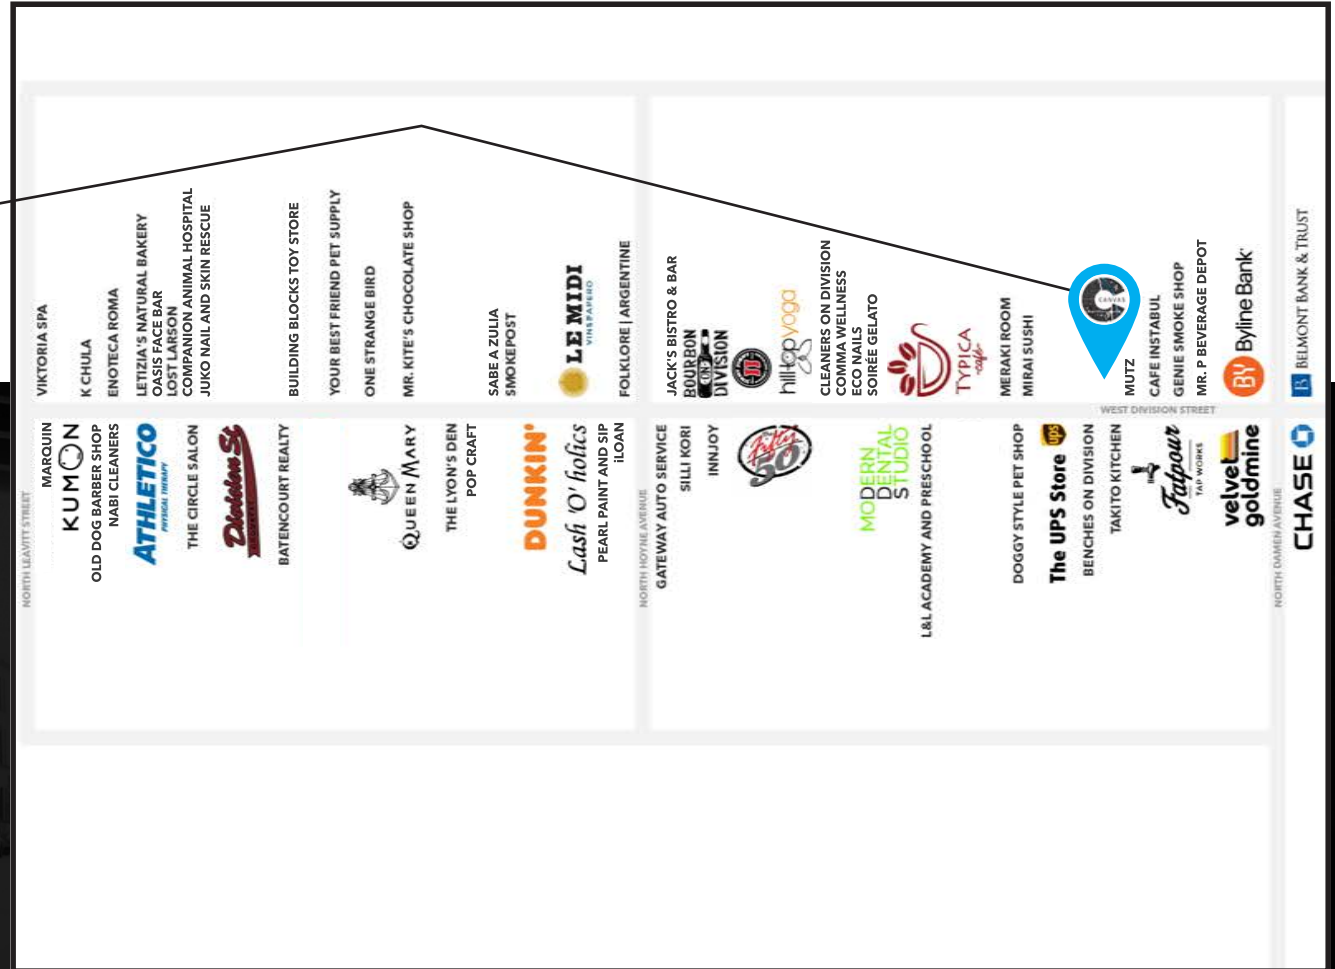 VIKTORIA SPA
K CHULA
ENOTECA ROMA
LETIZIA'S NATURAL BAKERY
OASIS FACE BAR
LOST LARSON
COMPANION ANIMAL HOSPITAL
JUKO NAIL AND SKIN RESCUE
BUILDING BLOCKS TOY STORE
YOUR BEST FRIEND PET SUPPLY
ONE STRANGE BIRD
MR. KITE'S CHOCOLATE SHOP
SABE A ZULIA
SMOKEPOST
LE MIDI
VINSPAPERO
FOLKLORE | ARGENTINE
JACK'S BISTRO & BAR
BOURBON
ON
DIVISION
JJ
hilltop yoga
CLEANERS ON DIVISION
COMMA WELLNESS
ECO NAILS
SOIRÉE GELATO
TYPICA
café
MERAKI ROOM
MIRAI SUSHI
CANVAS
MUTZ
CAFE INSTABUL
GENIE SMOKE SHOP
MR. P BEVERAGE DEPOT
BY Byline Bank
B BELMONT BANK & TRUST
WEST DIVISION STREET
NORTH LEAVITT STREET
MARQUIN
KUMON
OLD DOG BARBER SHOP
NABI CLEANERS
ATHLETICO
PHYSICAL THERAPY
THE CIRCLE SALON
Division St
BATENCOURT REALTY
QUEEN MARY
THE LYON'S DEN
POP CRAFT
DUNKIN'
Lash 'O' holics
PEARL PAINT AND SIP
iLOAN
NORTH HOYNE AVENUE
GATEWAY AUTO SERVICE
SILLI KORI
INNJOY
Fifty
50
MODERN
DENTAL
STUDIO
L&L ACADEMY AND PRESCHOOL
DOGGY STYLE PET SHOP
The UPS Store ups
BENCHES ON DIVISION
TAKITO KITCHEN
Fatpour
TAP WORKS
velvet
goldmine
NORTH DAMEN AVENUE
CHASE